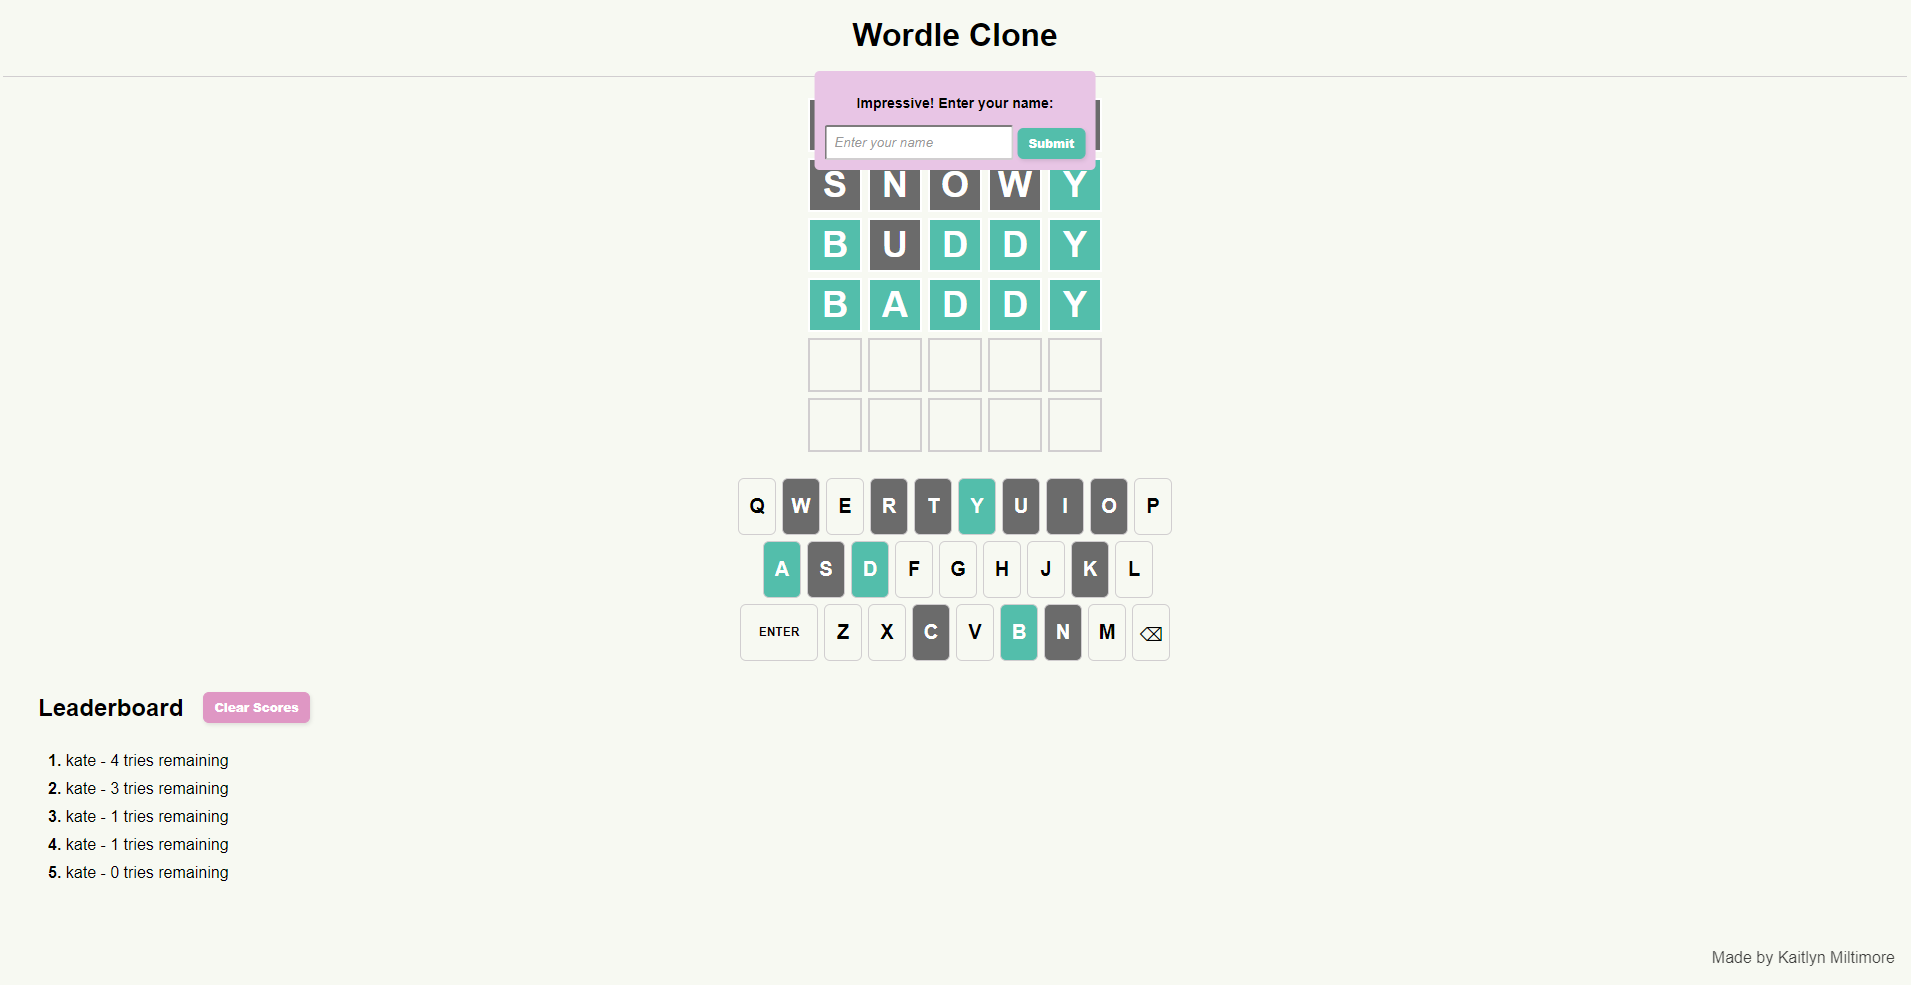 Wordle Clone
Impressive! Enter your name:
Enter your name Submit
S N O W Y
B U D D Y
B A D D Y
Q W E R T Y U I O P
A S D F G H J K L
ENTER Z X C V B N M ⌫
Leaderboard Clear Scores
1. kate - 4 tries remaining
2. kate - 3 tries remaining
3. kate - 1 tries remaining
4. kate - 1 tries remaining
5. kate - 0 tries remaining
Made by Kaitlyn Miltimore